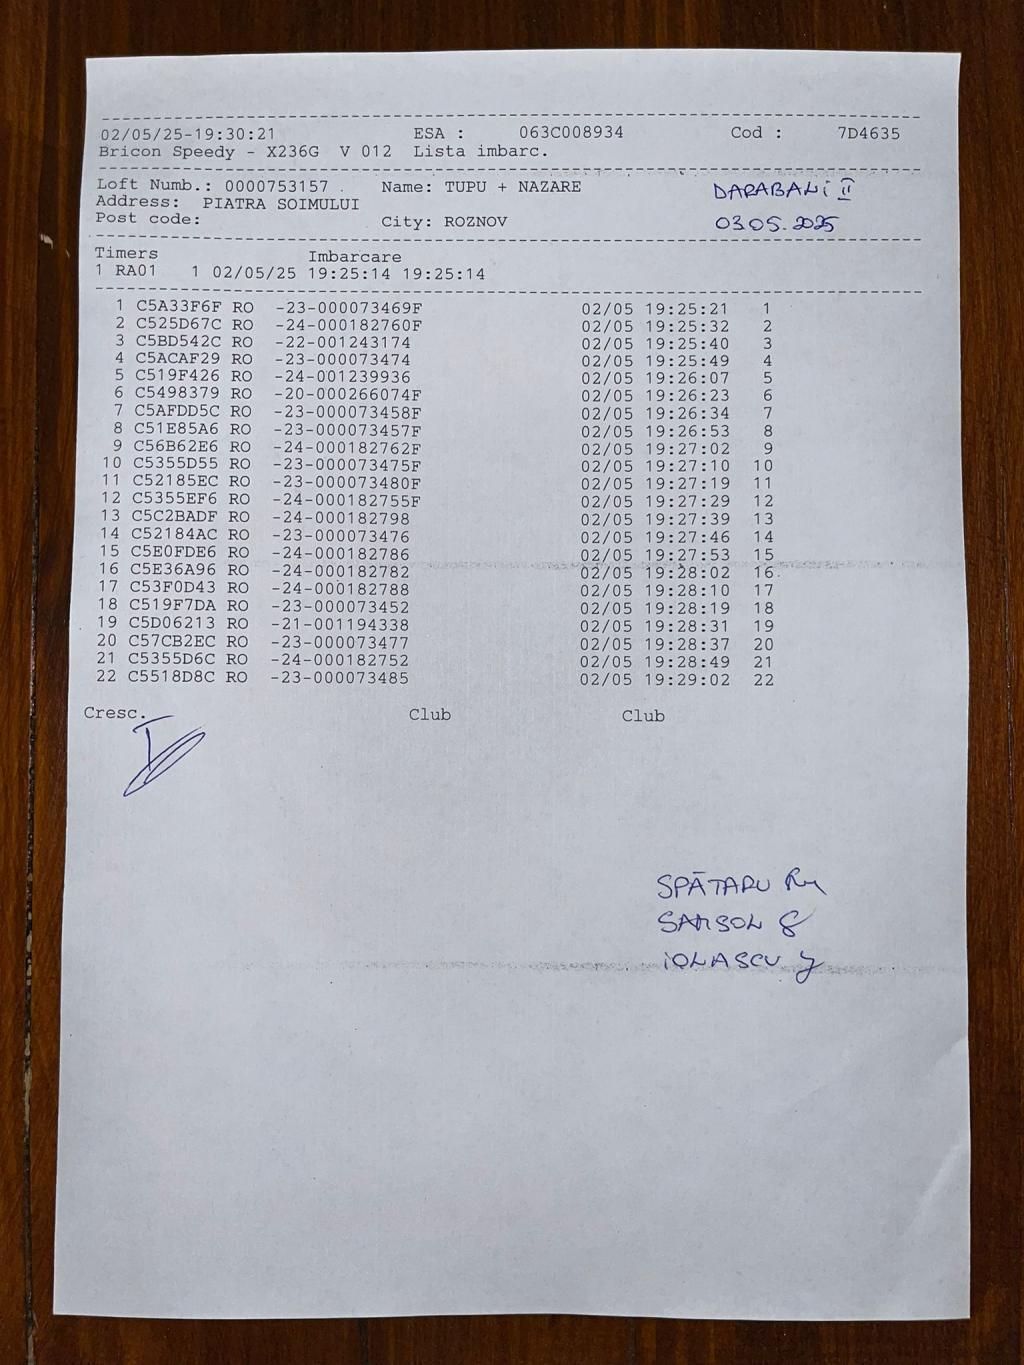 02/05/25-19:30:21 ESA : 063C008934 Cod : 7D4635
Bricon Speedy - X236G V 012 Lista imbarc.
Loft Numb.: 0000753157 . Name: TUPU + NAZARE DARABANI II
Address: PIATRA SOIMULUI
Post code: City: ROZNOV 03.05.2025
Timers Imbarcare
1 RA01 1 02/05/25 19:25:14 19:25:14
1 C5A33F6F RO -23-000073469F 02/05 19:25:21 1
2 C525D67C RO -24-000182760F 02/05 19:25:32 2
3 C5BD542C RO -22-001243174 02/05 19:25:40 3
4 C5ACAF29 RO -23-000073474 02/05 19:25:49 4
5 C519F426 RO -24-001239936 02/05 19:26:07 5
6 C5498379 RO -20-000266074F 02/05 19:26:23 6
7 C5AFDD5C RO -23-000073458F 02/05 19:26:34 7
8 C51E85A6 RO -23-000073457F 02/05 19:26:53 8
9 C56B62E6 RO -24-000182762F 02/05 19:27:02 9
10 C5355D55 RO -23-000073475F 02/05 19:27:10 10
11 C52185EC RO -23-000073480F 02/05 19:27:19 11
12 C5355EF6 RO -24-000182755F 02/05 19:27:29 12
13 C5C2BADF RO -24-000182798 02/05 19:27:39 13
14 C52184AC RO -23-000073476 02/05 19:27:46 14
15 C5E0FDE6 RO -24-000182786 02/05 19:27:53 15
16 C5E36A96 RO -24-000182782 02/05 19:28:02 16
17 C53F0D43 RO -24-000182788 02/05 19:28:10 17
18 C519F7DA RO -23-000073452 02/05 19:28:19 18
19 C5D06213 RO -21-001194338 02/05 19:28:31 19
20 C57CB2EC RO -23-000073477 02/05 19:28:37 20
21 C5355D6C RO -24-000182752 02/05 19:28:49 21
22 C5518D8C RO -23-000073485 02/05 19:29:02 22
Cresc. Club Club
SPĂTARU
SAMSON
IONASCU